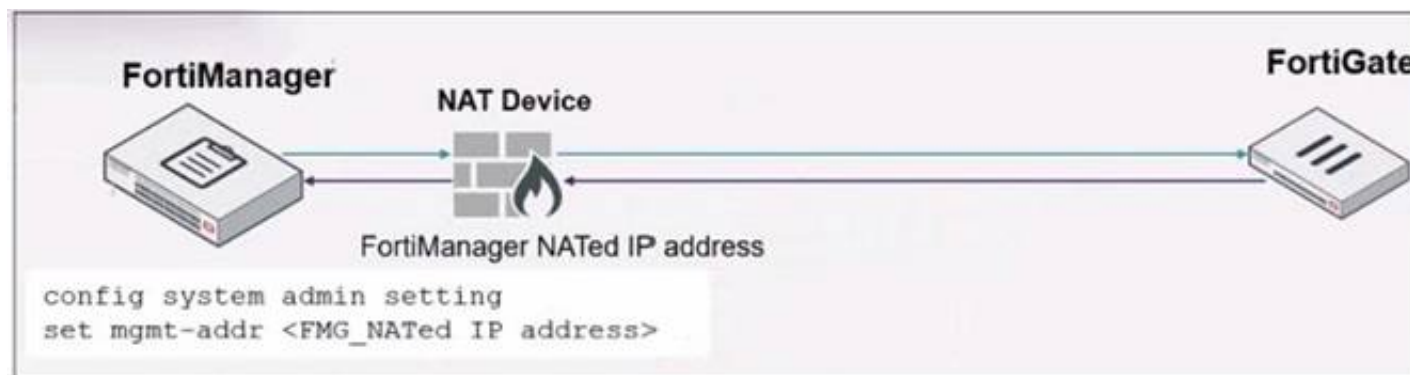 FortiManager
NAT Device
FortiGate
FortiManager NATed IP address
config system admin setting
set mgmt-addr <FMG_NATed IP address>